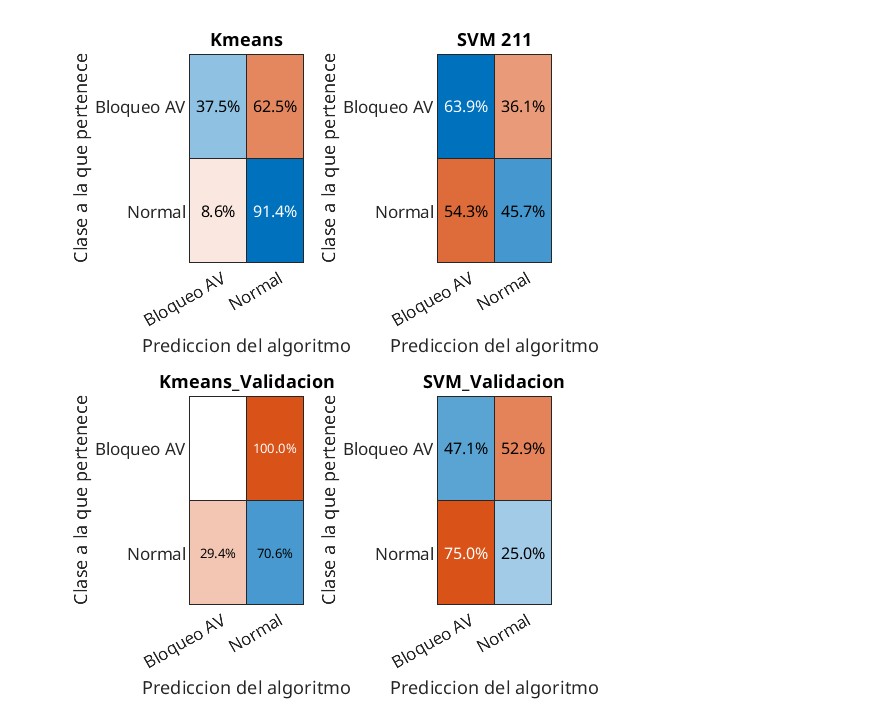 Kmeans
Clase a la que pertenece
Bloqueo AV 37.5% 62.5%
Normal 8.6% 91.4%
Bloqueo AV Normal
Prediccion del algoritmo
SVM 211
Clase a la que pertenece
Bloqueo AV 63.9% 36.1%
Normal 54.3% 45.7%
Bloqueo AV Normal
Prediccion del algoritmo
Kmeans_Validacion
Clase a la que pertenece
Bloqueo AV 100.0%
Normal 29.4% 70.6%
Bloqueo AV Normal
Prediccion del algoritmo
SVM_Validacion
Clase a la que pertenece
Bloqueo AV 47.1% 52.9%
Normal 75.0% 25.0%
Bloqueo AV Normal
Prediccion del algoritmo